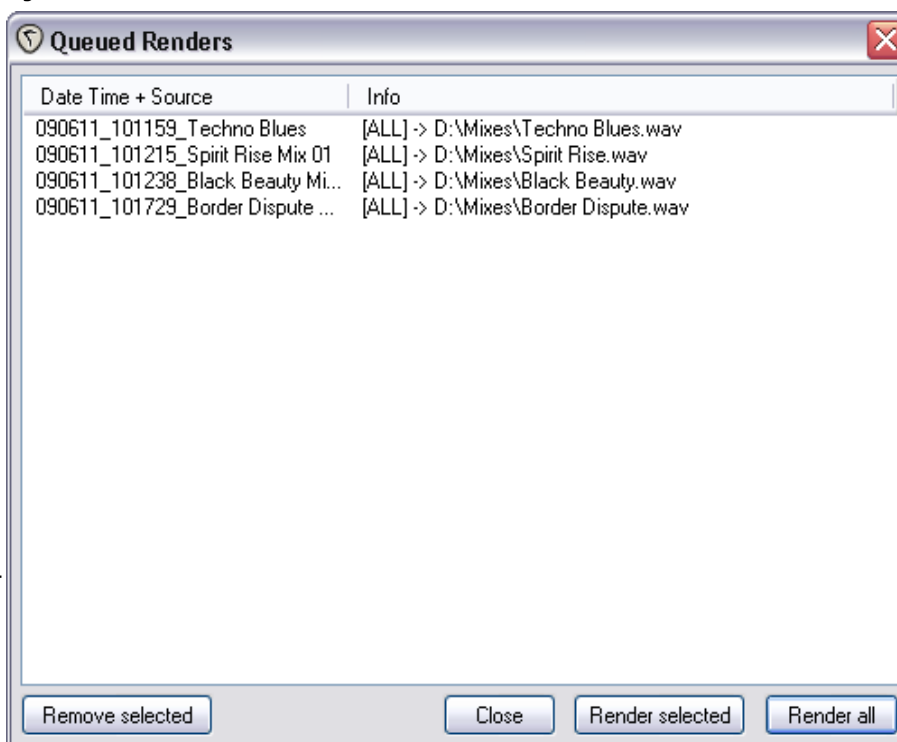 Queued Renders
Date Time + Source Info
090611_101159_Techno Blues [ALL] -> D:\Mixes\Techno Blues.wav
090611_101215_Spirit Rise Mix 01 [ALL] -> D:\Mixes\Spirit Rise.wav
090611_101238_Black Beauty Mi... [ALL] -> D:\Mixes\Black Beauty.wav
090611_101729_Border Dispute ... [ALL] -> D:\Mixes\Border Dispute.wav
Remove selected Close Render selected Render all